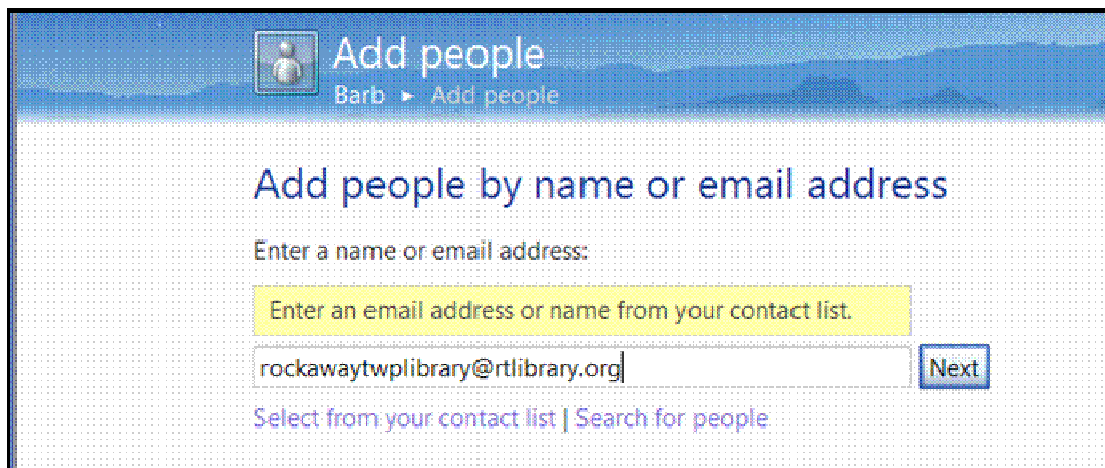 Add people
Barb ▸ Add people
Add people by name or email address
Enter a name or email address:
Enter an email address or name from your contact list.
rockawaytwplibrary@rtlibrary.org Next
Select from your contact list | Search for people